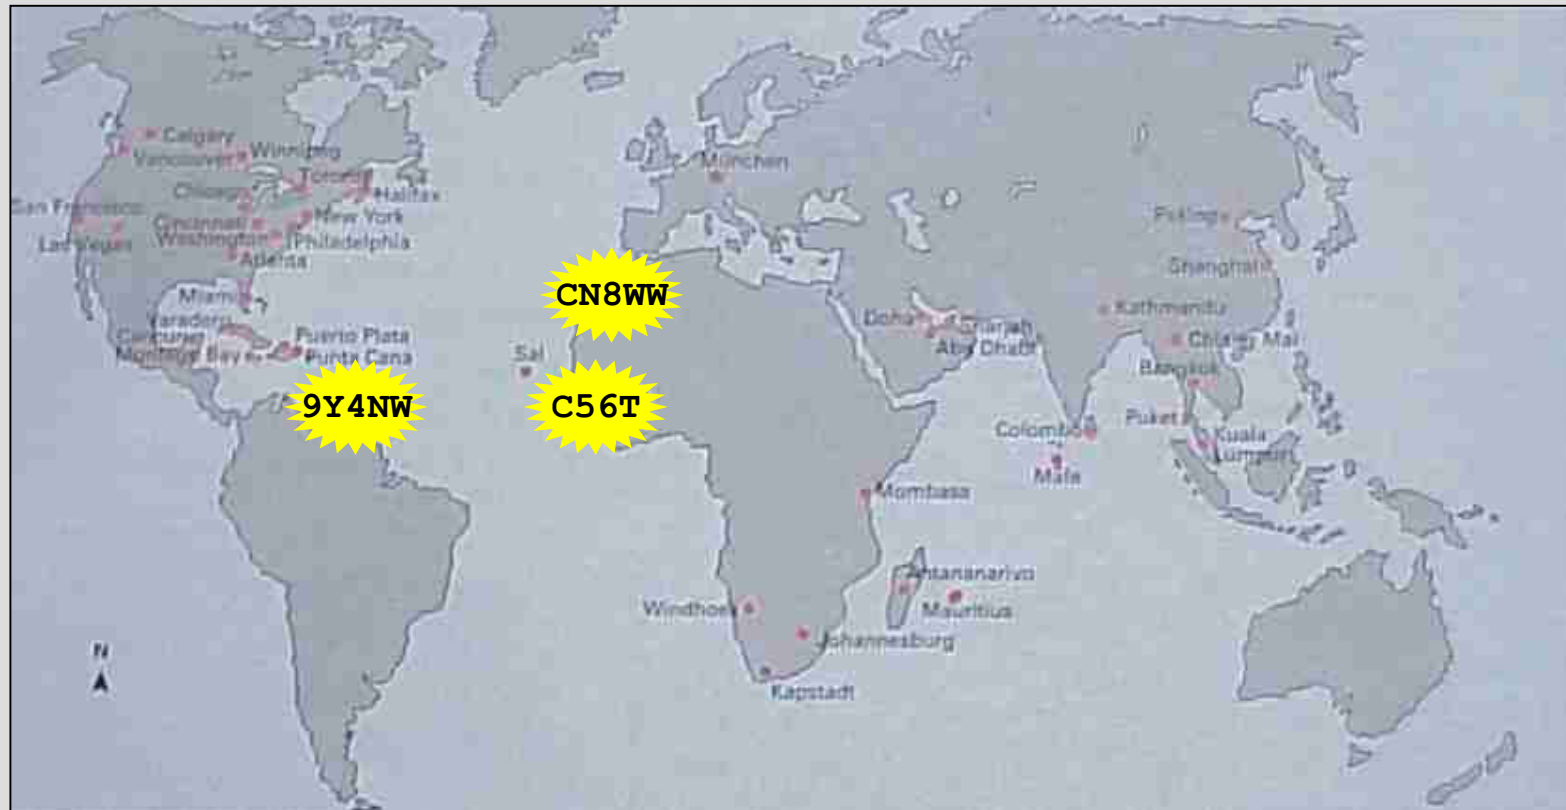 Calgary
Vancouver
Winnipeg
Toronto
Chicago
Halifax
San Francisco
Cincinnati
New York
Las Vegas
Washington
Philadelphia
Atlanta
Miami
Varadero
Puerto Plata
Montego Bay
Punta Cana
München
CN8WW
9Y4NW
C56T
Sal
Doha
Sharjah
Abu Dhabi
Peking
Shanghai
Kathmandu
Chiang Mai
Bangkok
Puket
Kuala
Lumpur
Colombo
Male
Mombasa
Antananarivo
Mauritius
Windhoek
Johannesburg
Kapstadt
N